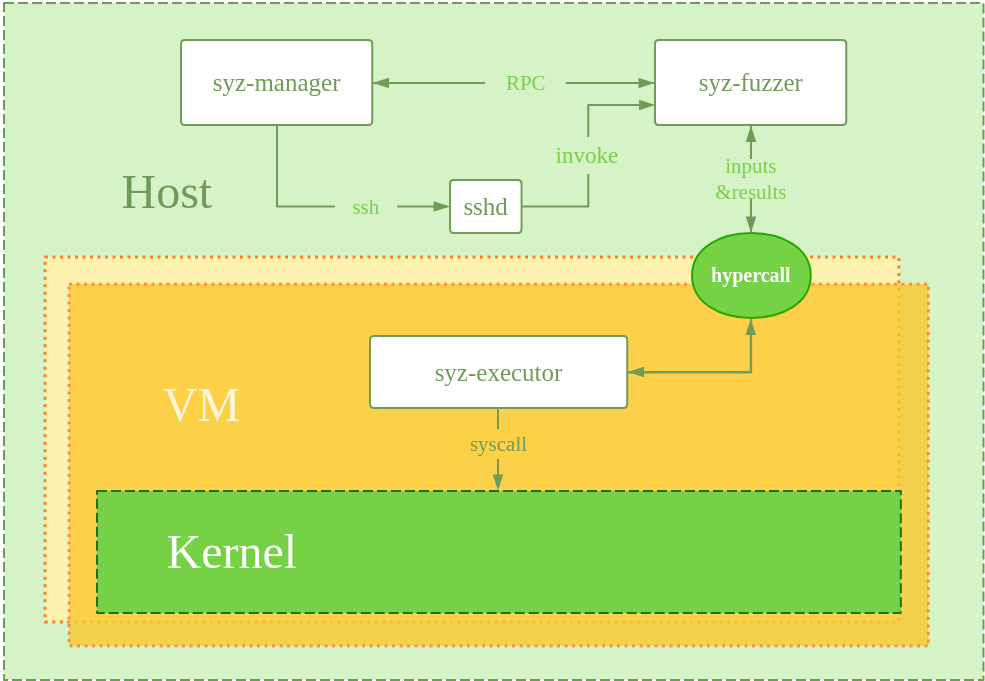 syz-manager
RPC
syz-fuzzer
invoke
inputs
&results
Host
ssh
sshd
hypercall
syz-executor
VM
syscall
Kernel